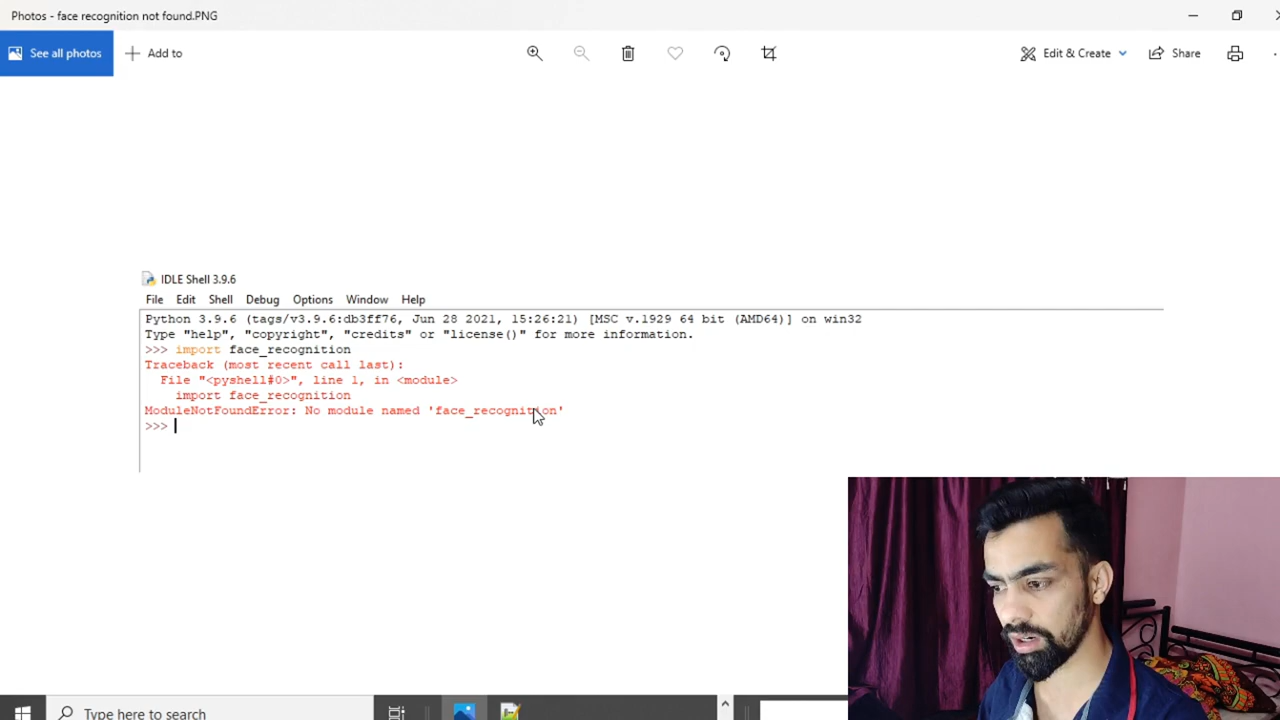 Photos - face recognition not found.PNG
See all photos
Add to
Edit & Create
Share
IDLE Shell 3.9.6
File Edit Shell Debug Options Window Help
Python 3.9.6 (tags/v3.9.6:db3ff76, Jun 28 2021, 15:26:21) [MSC v.1929 64 bit (AMD64)] on win32
Type "help", "copyright", "credits" or "license()" for more information.
>>> import face_recognition
Traceback (most recent call last):
  File "<pyshell#0>", line 1, in <module>
    import face_recognition
ModuleNotFoundError: No module named 'face_recognition'
>>>
Type here to search